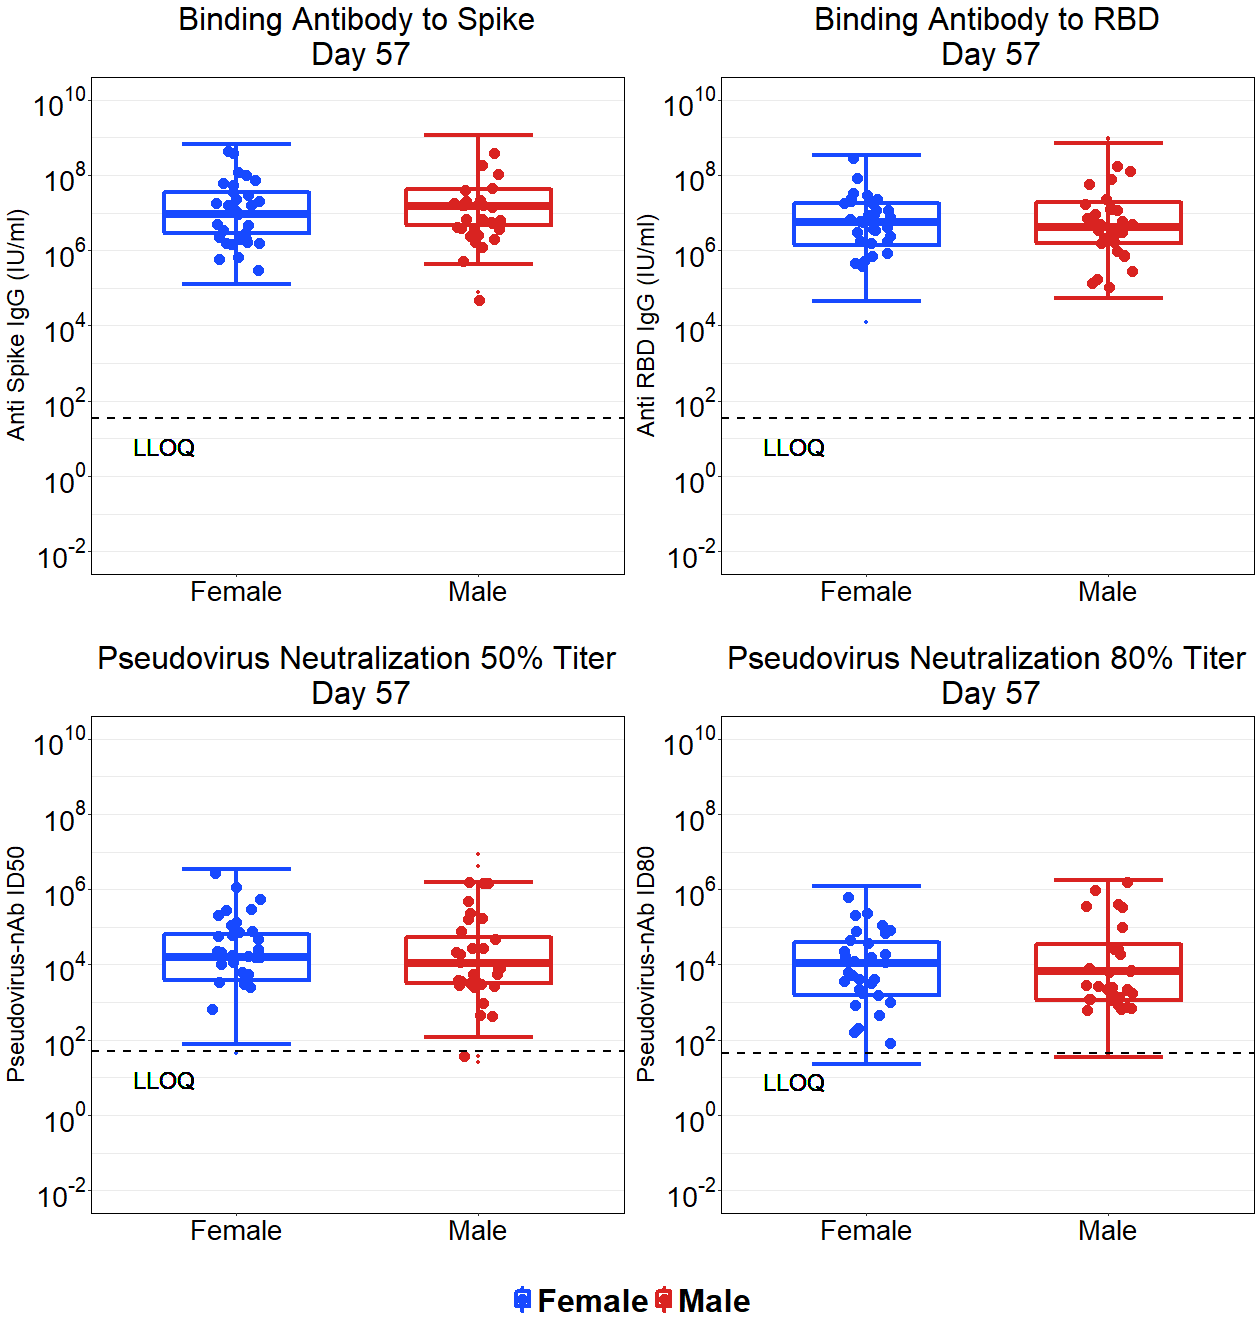 Binding Antibody to Spike
Day 57
Anti Spike IgG (IU/ml)
10^10
10^8
10^6
10^4
10^2
10^0
10^-2
LLOQ
Female
Male
Binding Antibody to RBD
Day 57
Anti RBD IgG (IU/ml)
10^10
10^8
10^6
10^4
10^2
10^0
10^-2
LLOQ
Female
Male
Pseudovirus Neutralization 50% Titer
Day 57
Pseudovirus-nAb ID50
10^10
10^8
10^6
10^4
10^2
10^0
10^-2
LLOQ
Female
Male
Pseudovirus Neutralization 80% Titer
Day 57
Pseudovirus-nAb ID80
10^10
10^8
10^6
10^4
10^2
10^0
10^-2
LLOQ
Female
Male
Female Male